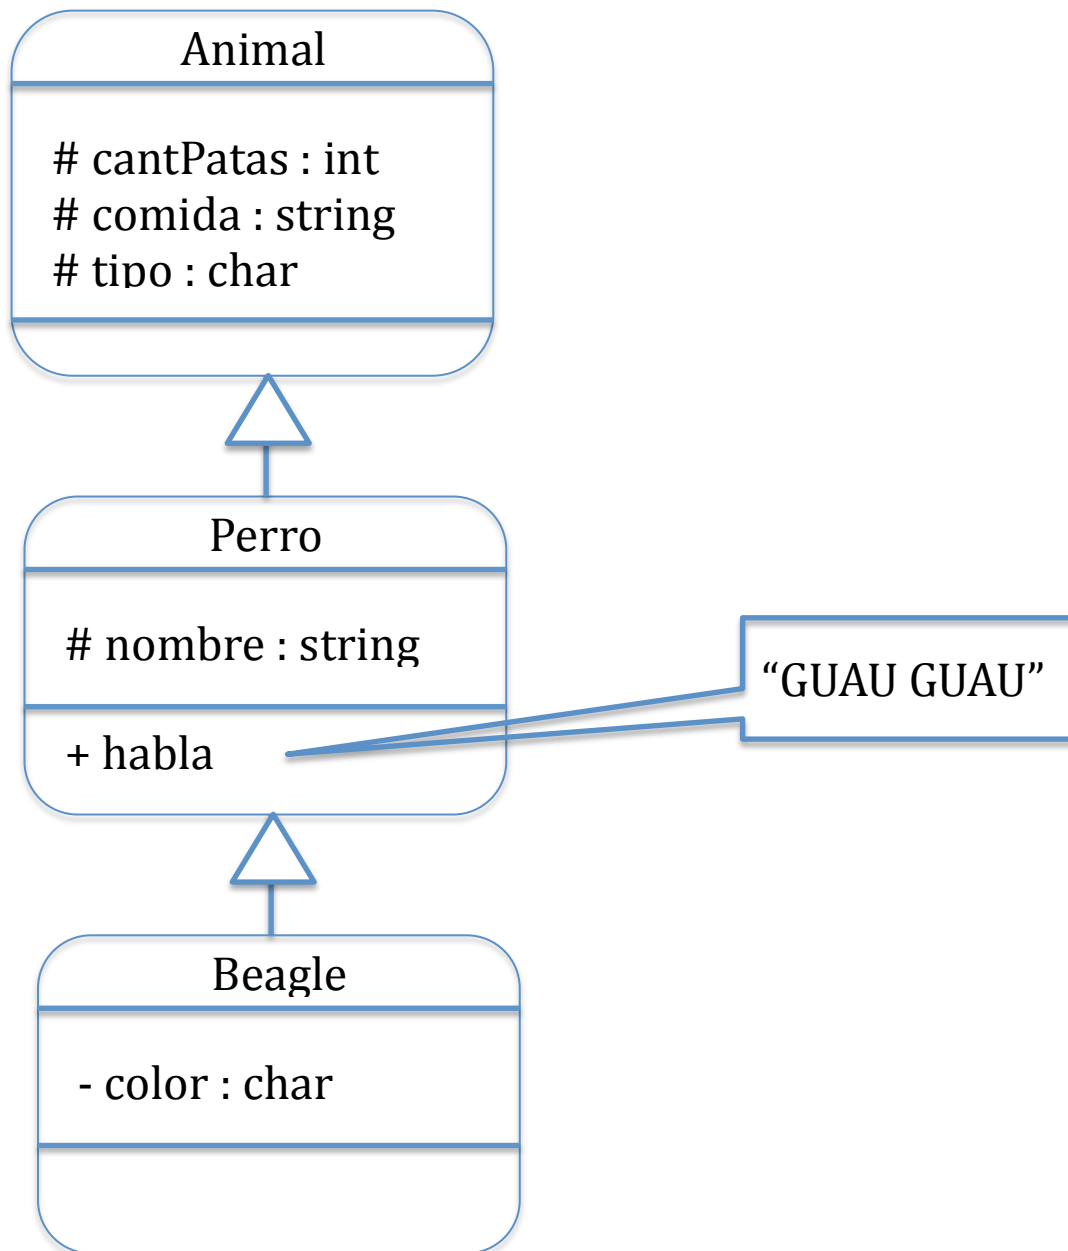 Animal
# cantPatas : int
# comida : string
# tipo : char
Perro
# nombre : string
+ habla
“GUAU GUAU”
Beagle
- color : char